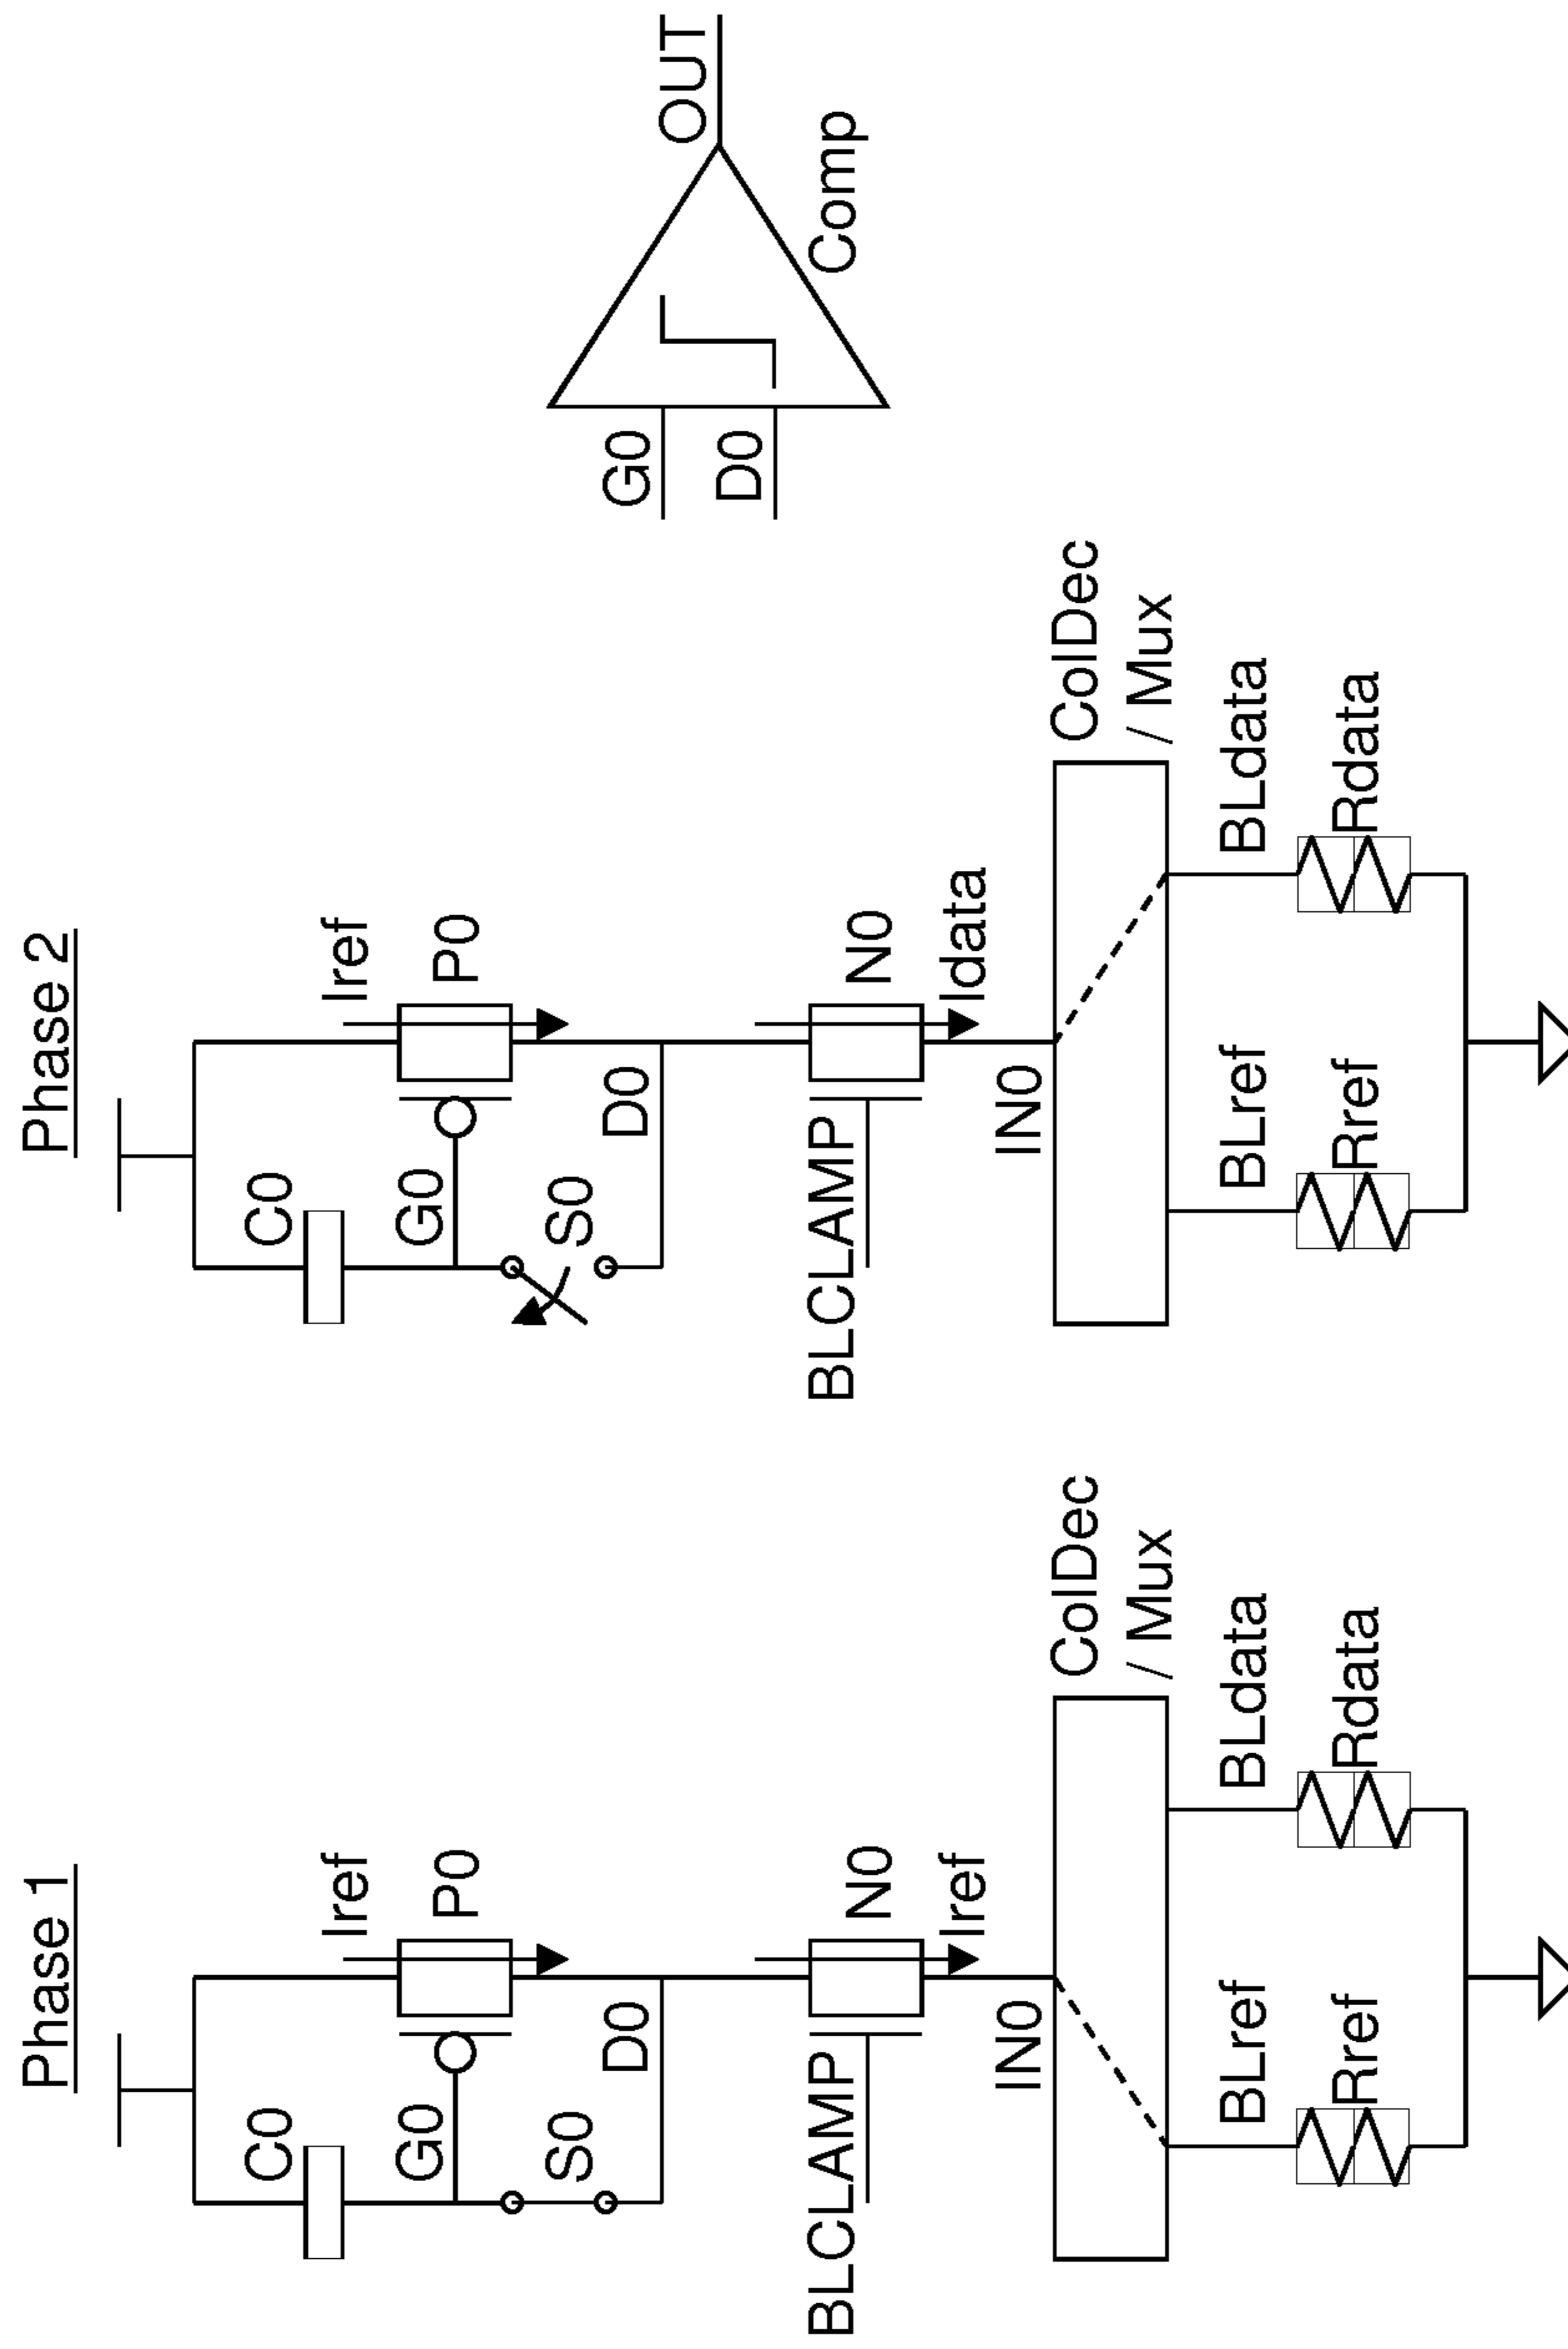 Phase 1
C0
Iref
P0
G0
S0
D0
BLCLAMP
N0
Iref
IN0
ColDec
/ Mux
BLref
BLdata
Rref
Rdata
Phase 2
C0
Iref
P0
G0
S0
D0
BLCLAMP
N0
Idata
IN0
ColDec
/ Mux
BLref
BLdata
Rref
Rdata
G0
D0
OUT
Comp